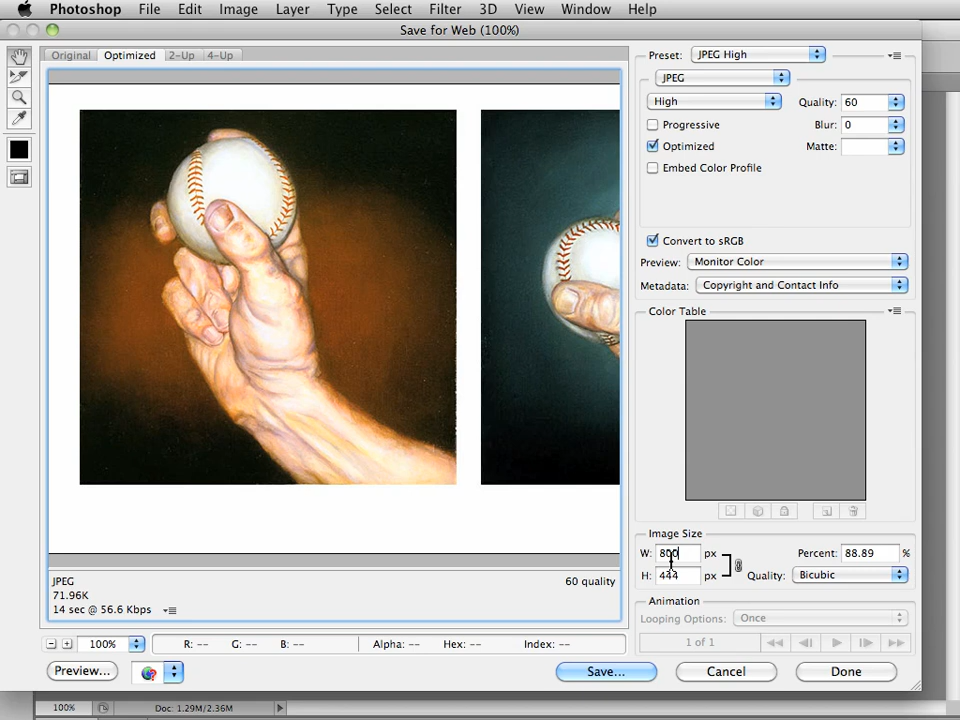 Photoshop File Edit Image Layer Type Select Filter 3D View Window Help
Save for Web (100%)
Original Optimized 2-Up 4-Up
Preset: JPEG High
JPEG
High Quality: 60
Progressive Blur: 0
Optimized Matte:
Embed Color Profile
Convert to sRGB
Preview: Monitor Color
Metadata: Copyright and Contact Info
Color Table
Image Size
W: 800 px Percent: 88.89 %
H: 444 px Quality: Bicubic
JPEG 60 quality
71.96K
14 sec @ 56.6 Kbps
Animation
Looping Options: Once
1 of 1
100% R: -- G: -- B: -- Alpha: -- Hex: -- Index: --
Preview... Save... Cancel Done
100% Doc: 1.29M/2.36M